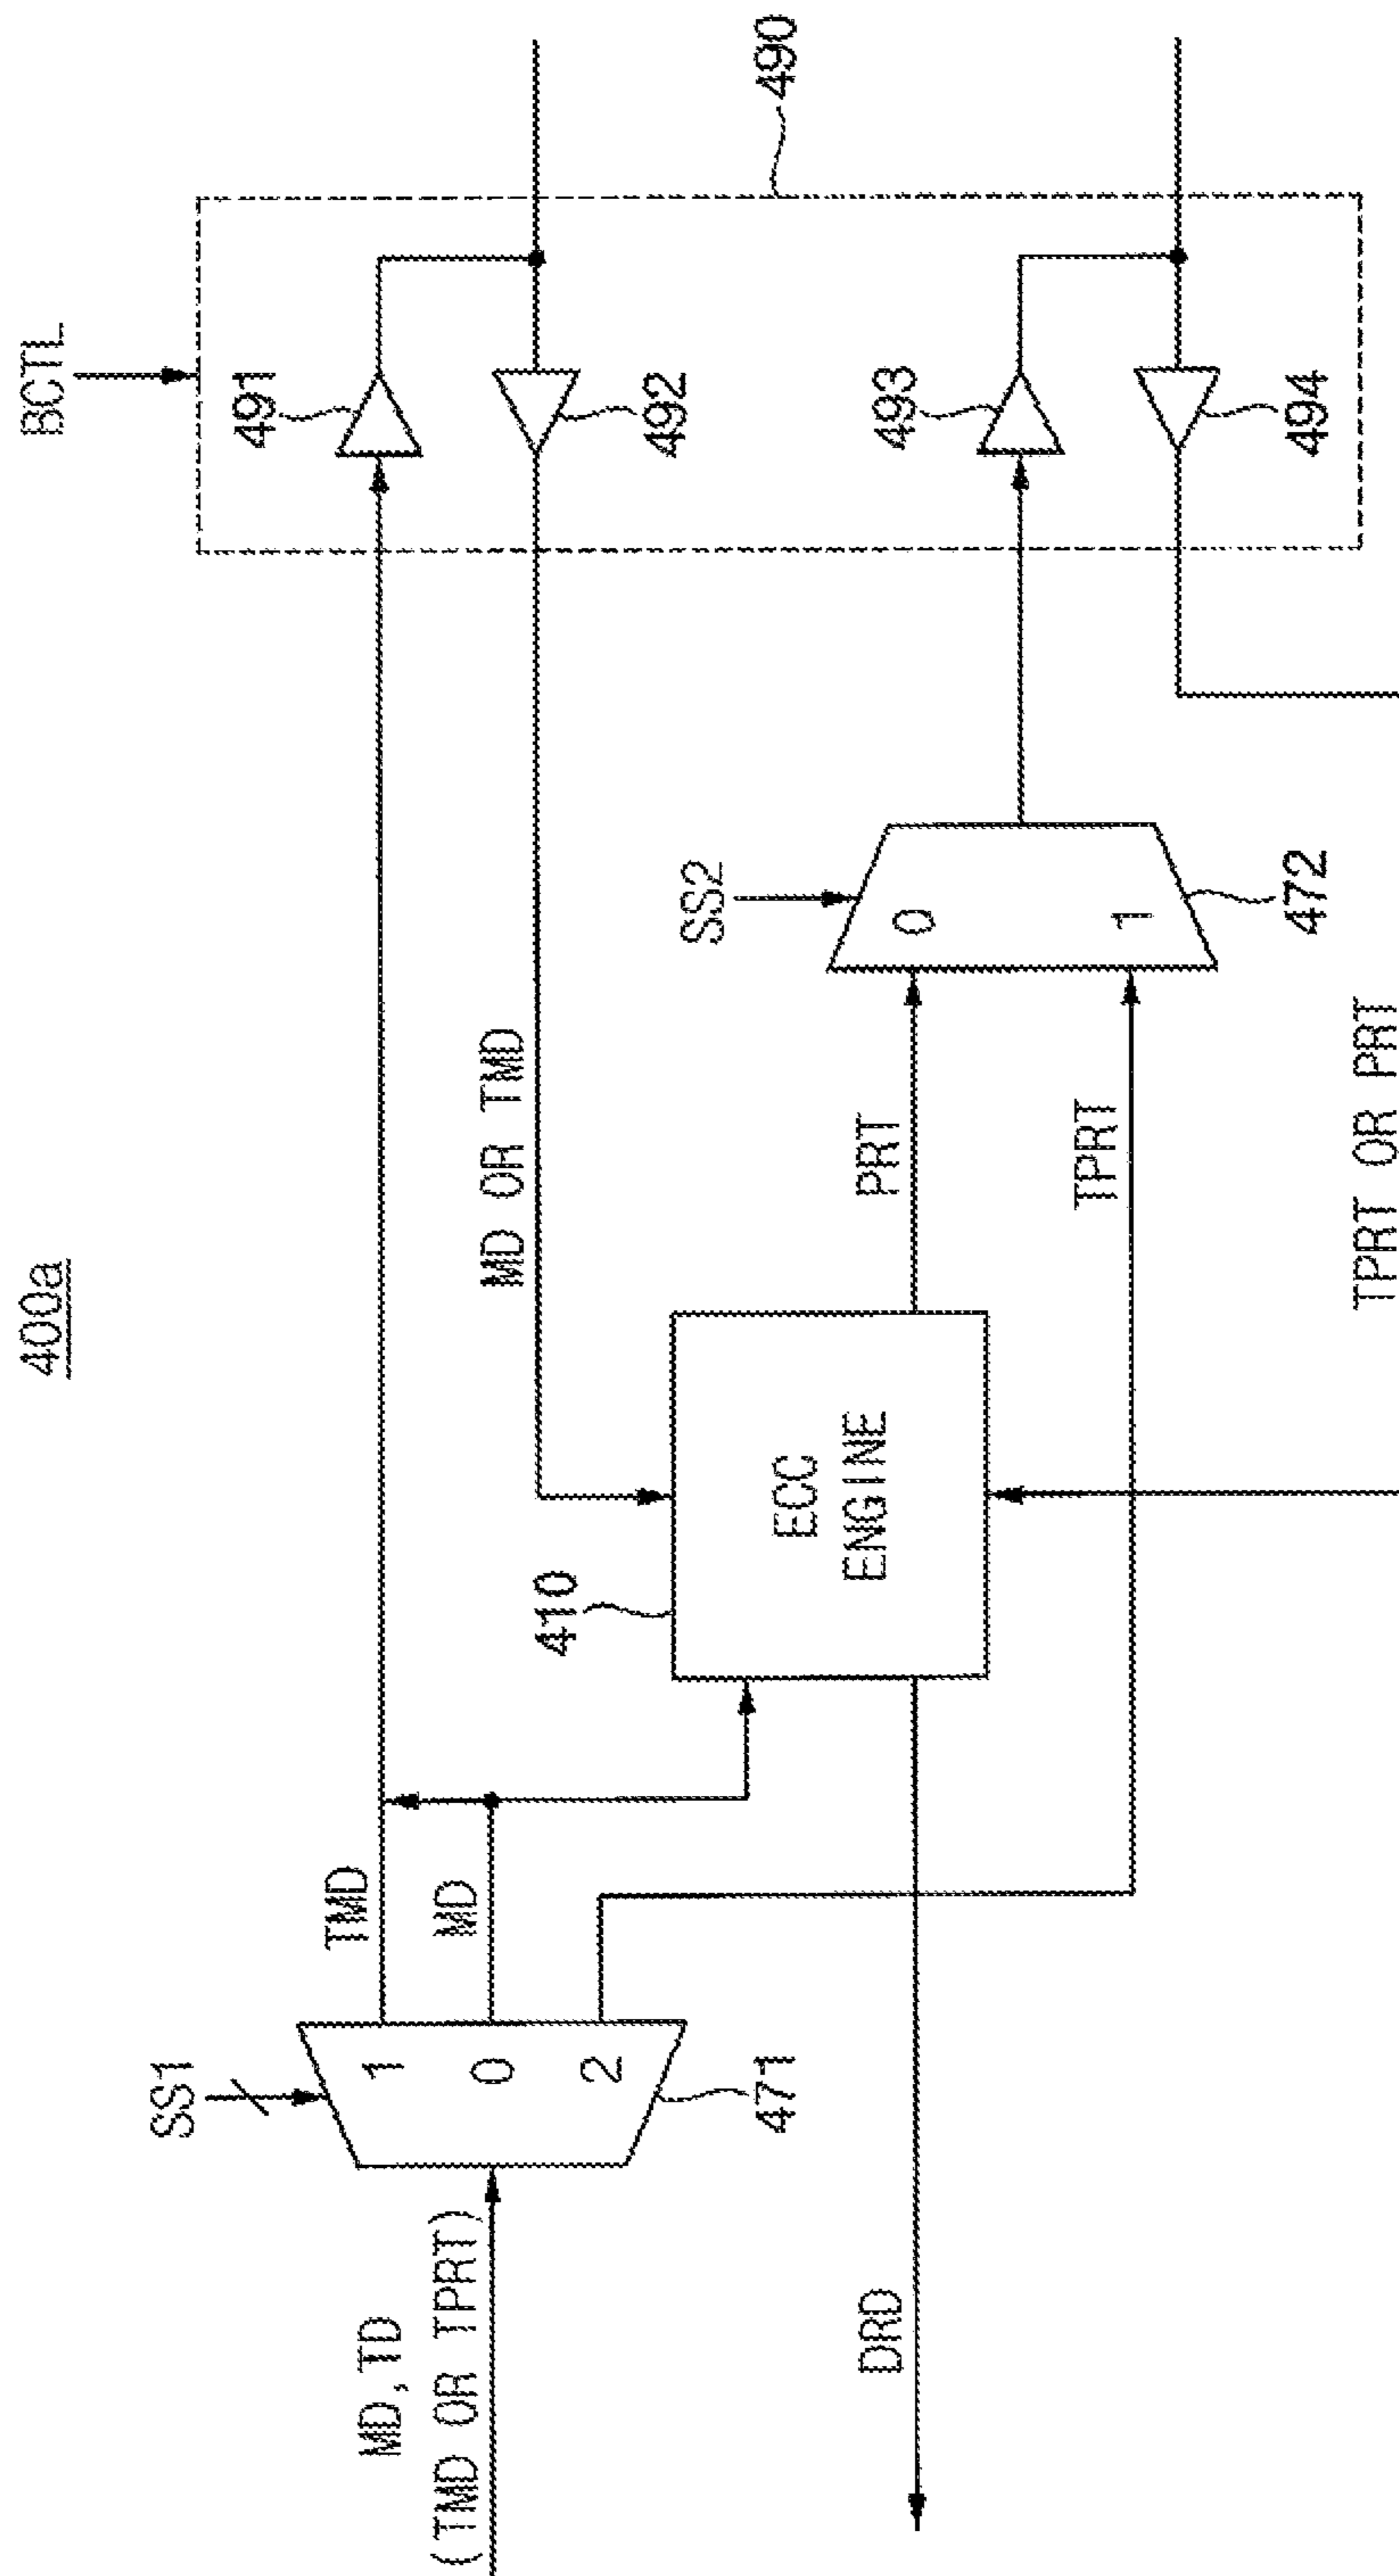 400a
BCTL
490
491
492
493
494
SS1
1
0
2
471
TMD
MD
MD,TD
(TMD OR TPRT)
MD OR TMD
410
ECC
ENGINE
PRT
TPRT
SS2
0
1
472
DRD
TPRT OR PRT